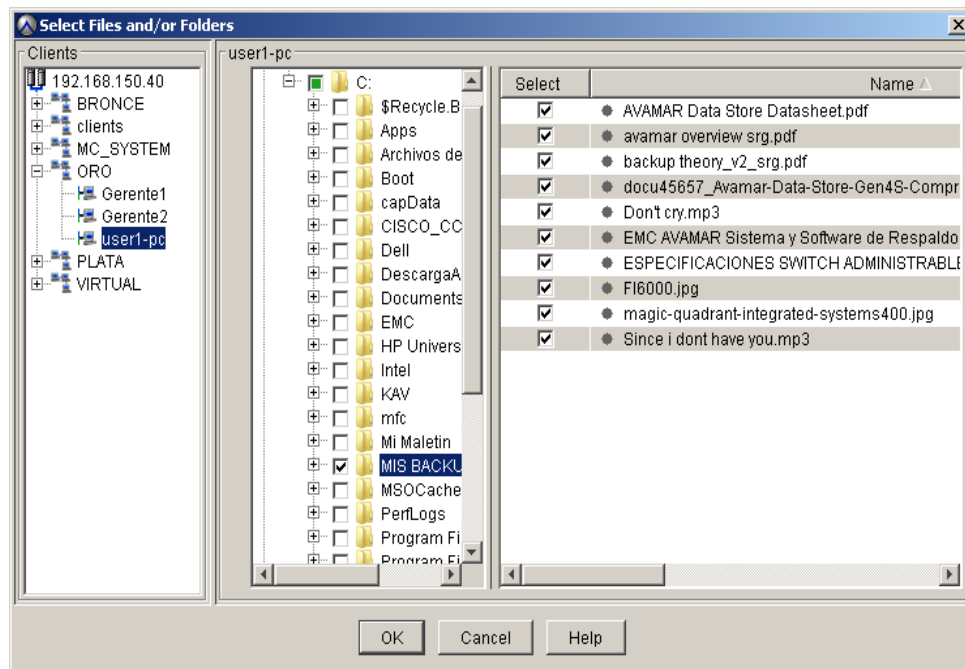 Select Files and/or Folders
Clients
192.168.150.40
BRONCE
clients
MC_SYSTEM
ORO
Gerente1
Gerente2
user1-pc
PLATA
VIRTUAL
user1-pc
C:
$Recycle.B
Apps
Archivos de
Boot
capData
CISCO_CC
Dell
DescargaA
Documents
EMC
HP Univers
Intel
KAV
mfc
Mi Maletin
MIS BACKU
MSOCache
PerfLogs
Program Fi
Program Fi
Select Name
AVAMAR Data Store Datasheet.pdf
avamar overview srg.pdf
backup theory_v2_srg.pdf
docu45657_Avamar-Data-Store-Gen4S-Compr
Don't cry.mp3
EMC AVAMAR Sistema y Software de Respaldo
ESPECIFICACIONES SWITCH ADMINISTRABLE
FI6000.jpg
magic-quadrant-integrated-systems400.jpg
Since i dont have you.mp3
OK Cancel Help